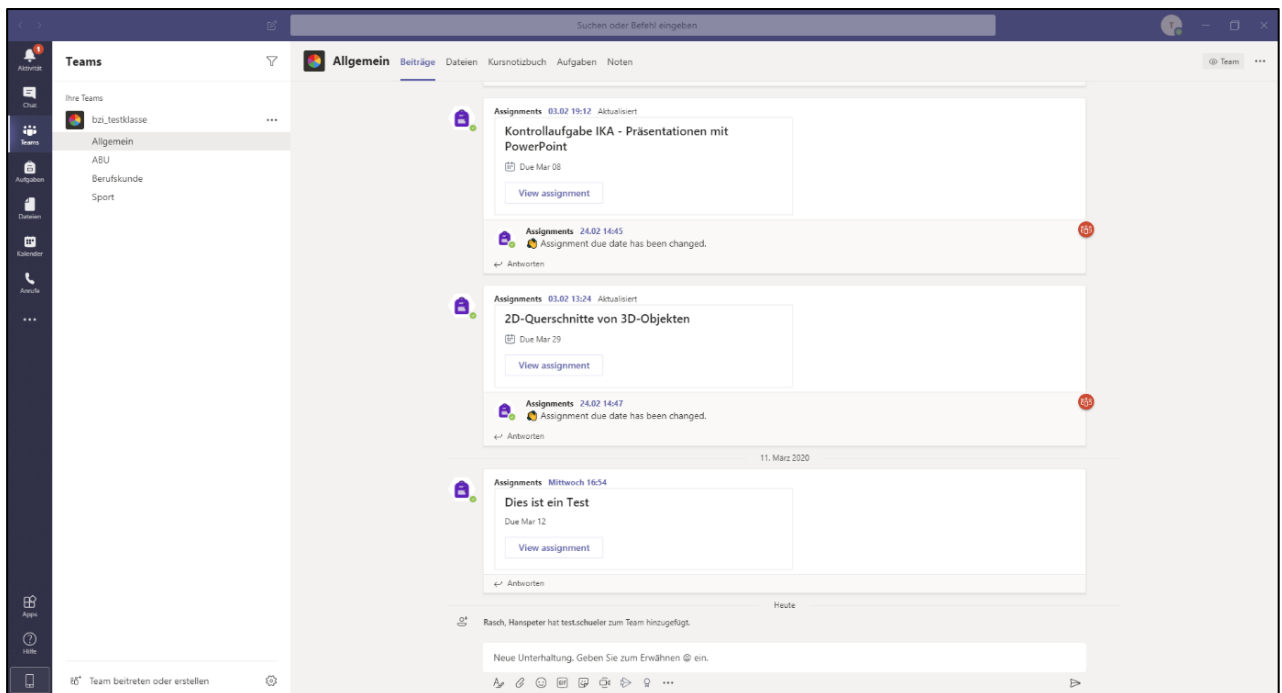 Suchen oder Befehl eingeben
T
1
Aktivität
Chat
Teams
Aufgaben
Dateien
Kalender
Anrufe
Apps
Hilfe
Teams
Ihre Teams
bzi_testklasse
Allgemein
ABU
Berufskunde
Sport
Team beitreten oder erstellen
Allgemein Beiträge Dateien Kursnotizbuch Aufgaben Noten
Team
Assignments 03.02 19:12 Aktualisiert
Kontrollaufgabe IKA - Präsentationen mit
PowerPoint
Due Mar 08
View assignment
Assignments 24.02 14:45
Assignment due date has been changed.
Antworten
Assignments 03.02 13:24 Aktualisiert
2D-Querschnitte von 3D-Objekten
Due Mar 29
View assignment
Assignments 24.02 14:47
Assignment due date has been changed.
Antworten
11. März 2020
Assignments Mittwoch 16:54
Dies ist ein Test
Due Mar 12
View assignment
Antworten
Heute
Rasch, Hanspeter hat test.schueler zum Team hinzugefügt.
Neue Unterhaltung. Geben Sie zum Erwähnen @ ein.
GIF